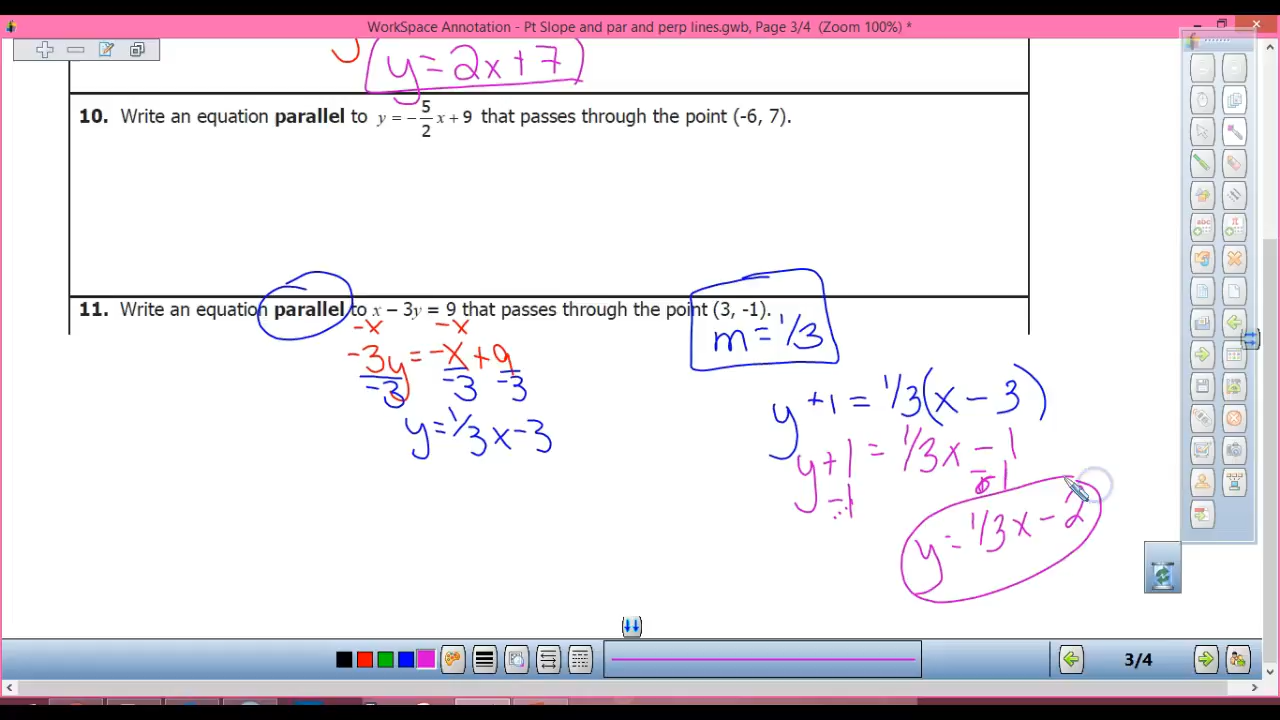 WorkSpace Annotation - Pt Slope and par and perp lines.gwb, Page 3/4 (Zoom 100%) *
y = 2x + 7
10. Write an equation parallel to y = -5/2 x + 9 that passes through the point (-6, 7).
11. Write an equation parallel to x − 3y = 9 that passes through the point (3, -1).
-x -x
-3y = -x + 9
-3 -3 -3
y = 1/3 x - 3
m = 1/3
y + 1 = 1/3(x - 3)
y + 1 = 1/3 x - 1
-1 -1
y = 1/3 x - 2
abc
π
3/4